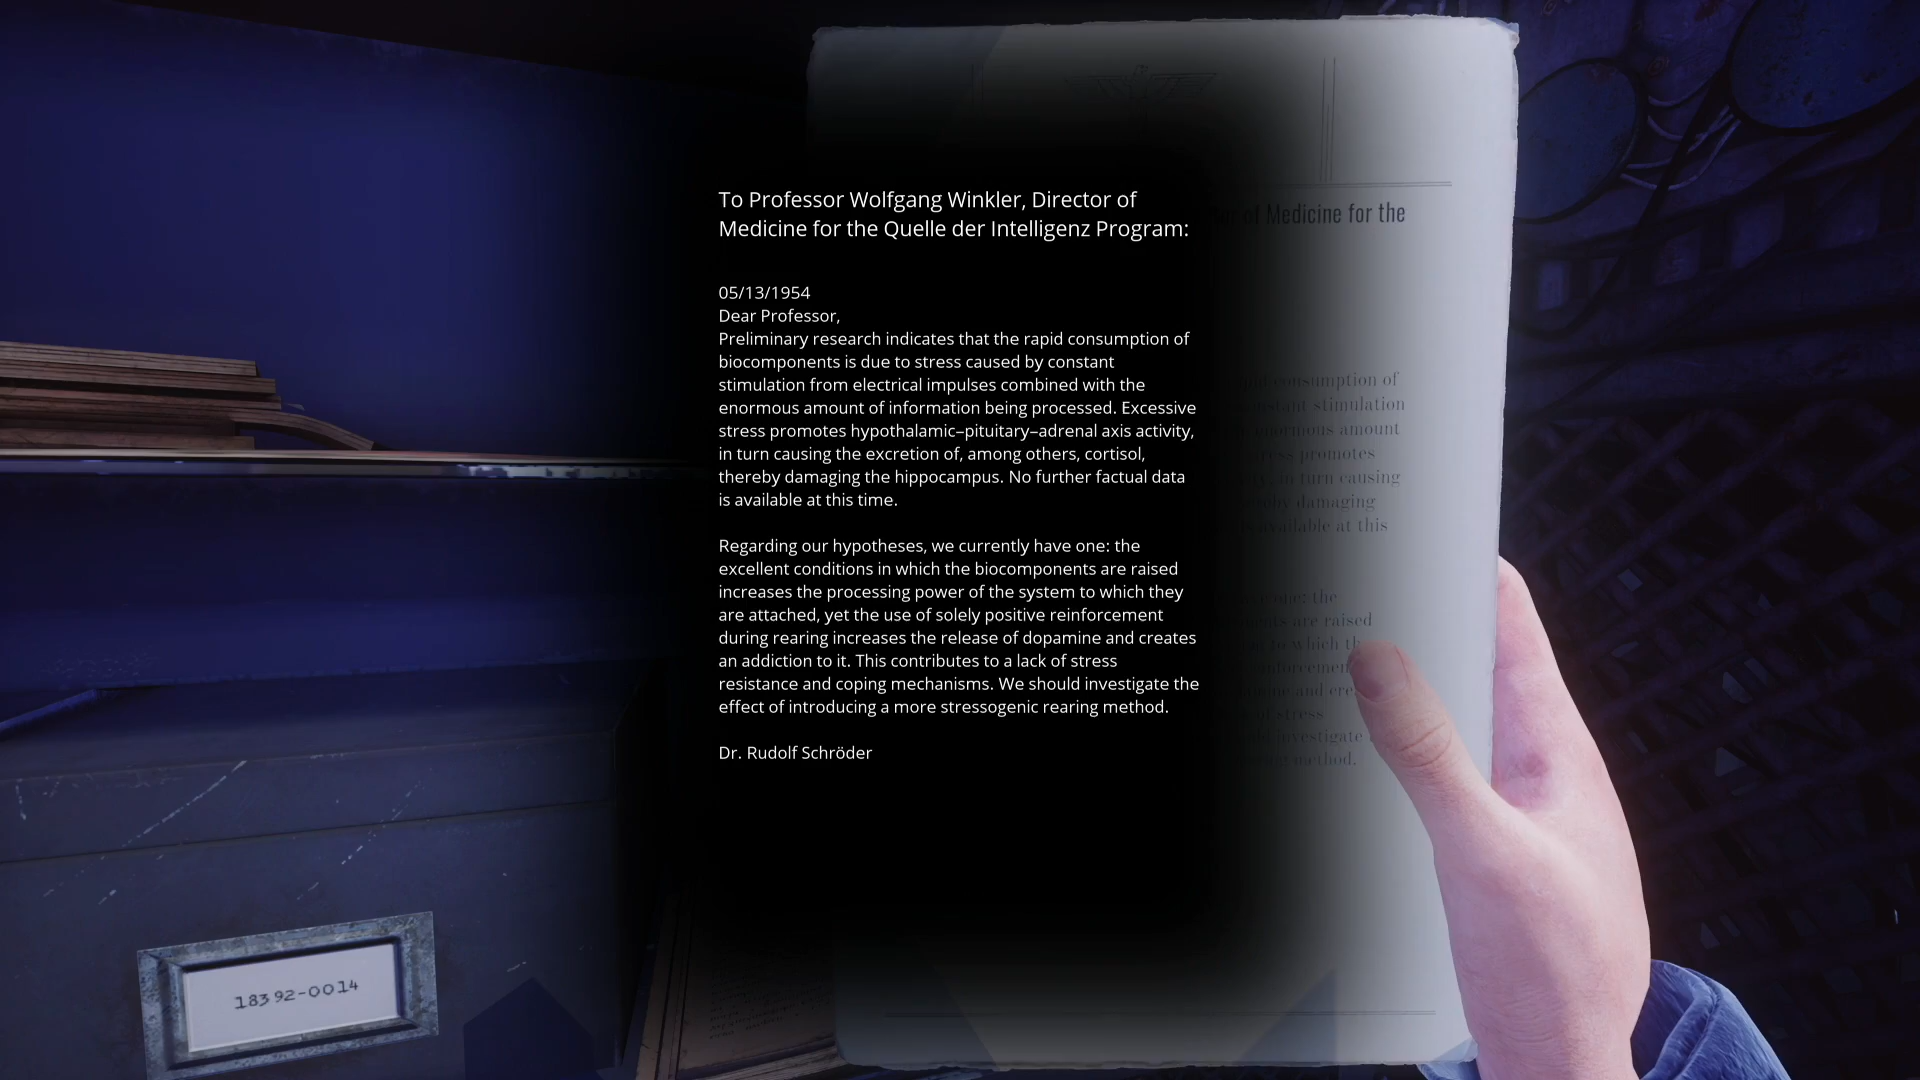 To Professor Wolfgang Winkler, Director of
Medicine for the Quelle der Intelligenz Program:
05/13/1954
Dear Professor,
Preliminary research indicates that the rapid consumption of
biocomponents is due to stress caused by constant
stimulation from electrical impulses combined with the
enormous amount of information being processed. Excessive
stress promotes hypothalamic–pituitary–adrenal axis activity,
in turn causing the excretion of, among others, cortisol,
thereby damaging the hippocampus. No further factual data
is available at this time.
Regarding our hypotheses, we currently have one: the
excellent conditions in which the biocomponents are raised
increases the processing power of the system to which they
are attached, yet the use of solely positive reinforcement
during rearing increases the release of dopamine and creates
an addiction to it. This contributes to a lack of stress
resistance and coping mechanisms. We should investigate the
effect of introducing a more stressogenic rearing method.
Dr. Rudolf Schröder
of Medicine for the
consumption of
stimulation
enormous amount
promotes
in turn causing
damaging
available at this
one: the
are raised
to which
and
of stress
investigate
method.
18392-0014